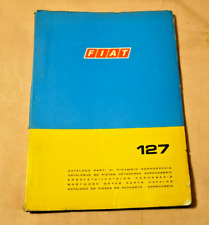 FIAT
127
CATALOGO PARTI DI RICAMBIO CARROZZERIA
CATALOGUE DE PIECES DETACHEES CARROSSERIE
ERSATZTEILKATALOG KAROSSERIE
BODYWORK SPARE PARTS CATALOG
CATALOGO DE PIEZAS DE REPUESTO CARROCERIA